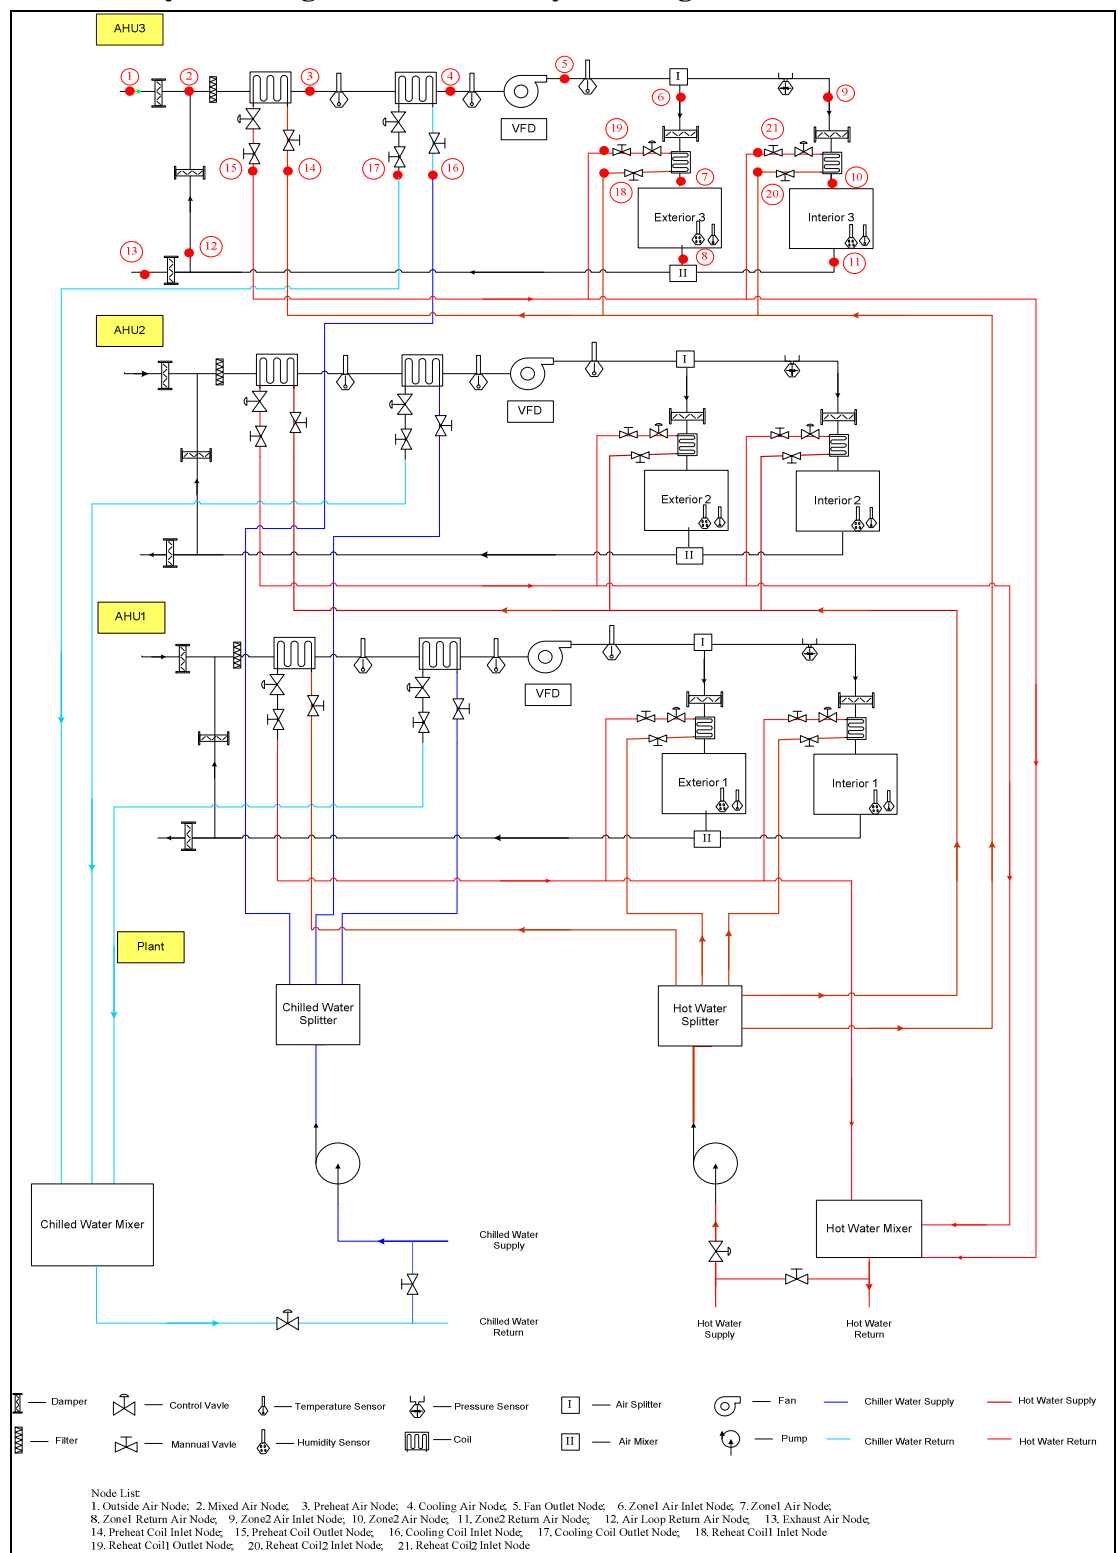 AHU3
1
2
3
4
5
I
6
9
VFD
19
21
15
14
17
16
7
10
18
20
Exterior 3
Interior 3
13
12
8
11
II
AHU2
I
VFD
Exterior 2
Interior 2
II
AHU1
I
VFD
Exterior 1
Interior 1
II
Plant
Chilled Water
Splitter
Hot Water
Splitter
Chilled Water Mixer
Hot Water Mixer
Chilled Water
Supply
Chilled Water
Return
Hot Water
Supply
Hot Water
Return
Damper
Control Vavle
Temperature Sensor
Pressure Sensor
I
Air Splitter
Fan
Chiller Water Supply
Hot Water Supply
Filter
Mannual Vavle
Humidity Sensor
Coil
II
Air Mixer
Pump
Chiller Water Return
Hot Water Return
Node List:
1. Outside Air Node; 2. Mixed Air Node; 3. Preheat Air Node; 4. Cooling Air Node; 5. Fan Outlet Node; 6. Zone1 Air Inlet Node; 7. Zone1 Air Node;
8. Zone1 Return Air Node; 9. Zone2 Air Inlet Node; 10. Zone2 Air Node; 11. Zone2 Return Air Node; 12. Air Loop Return Air Node; 13. Exhaust Air Node;
14. Preheat Coil Inlet Node; 15. Preheat Coil Outlet Node; 16. Cooling Coil Inlet Node; 17. Cooling Coil Outlet Node; 18. Reheat Coil1 Inlet Node
19. Reheat Coil1 Outlet Node; 20. Reheat Coil2 Inlet Node; 21. Reheat Coil2 Inlet Node